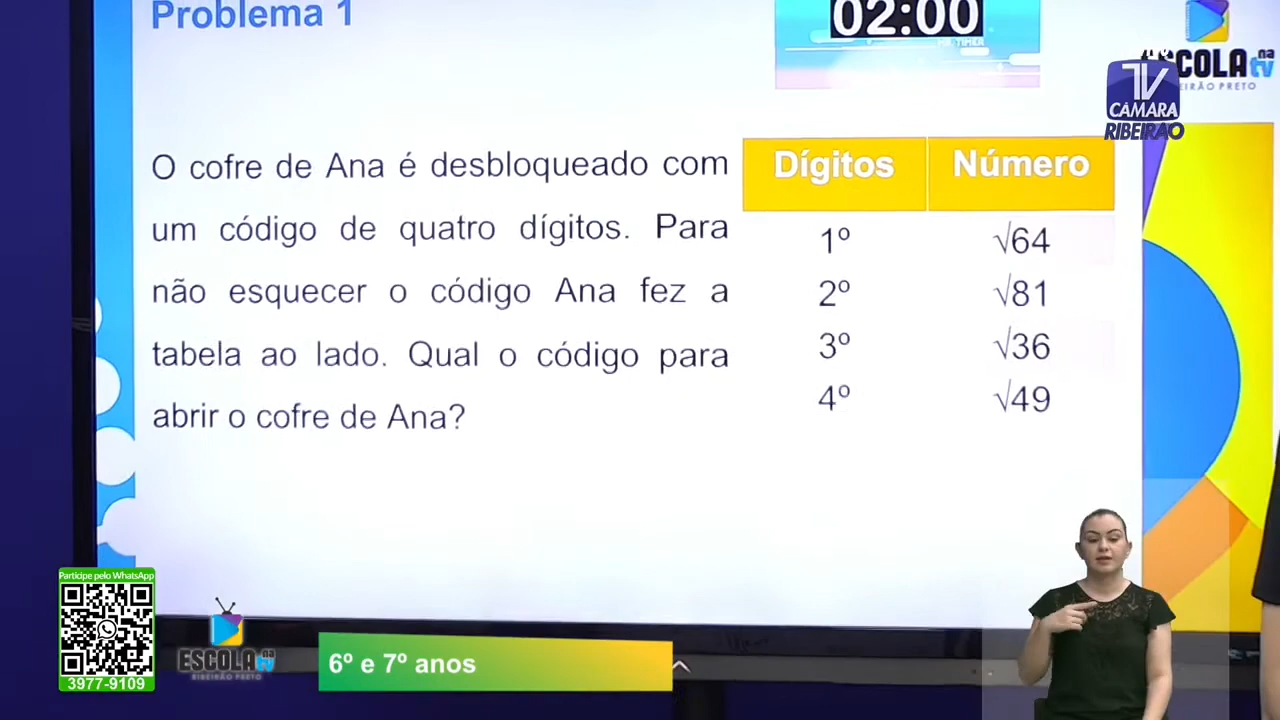 Problema 1
02:00
ESCOLA na tv
TV
CÂMARA
RIBEIRÃO
O cofre de Ana é desbloqueado com
um código de quatro dígitos. Para
não esquecer o código Ana fez a
tabela ao lado. Qual o código para
abrir o cofre de Ana?
Dígitos Número
1º √64
2º √81
3º √36
4º √49
Participe pelo WhatsApp
3977-9109
ESCOLA na tv
RIBEIRÃO PRETO
6º e 7º anos